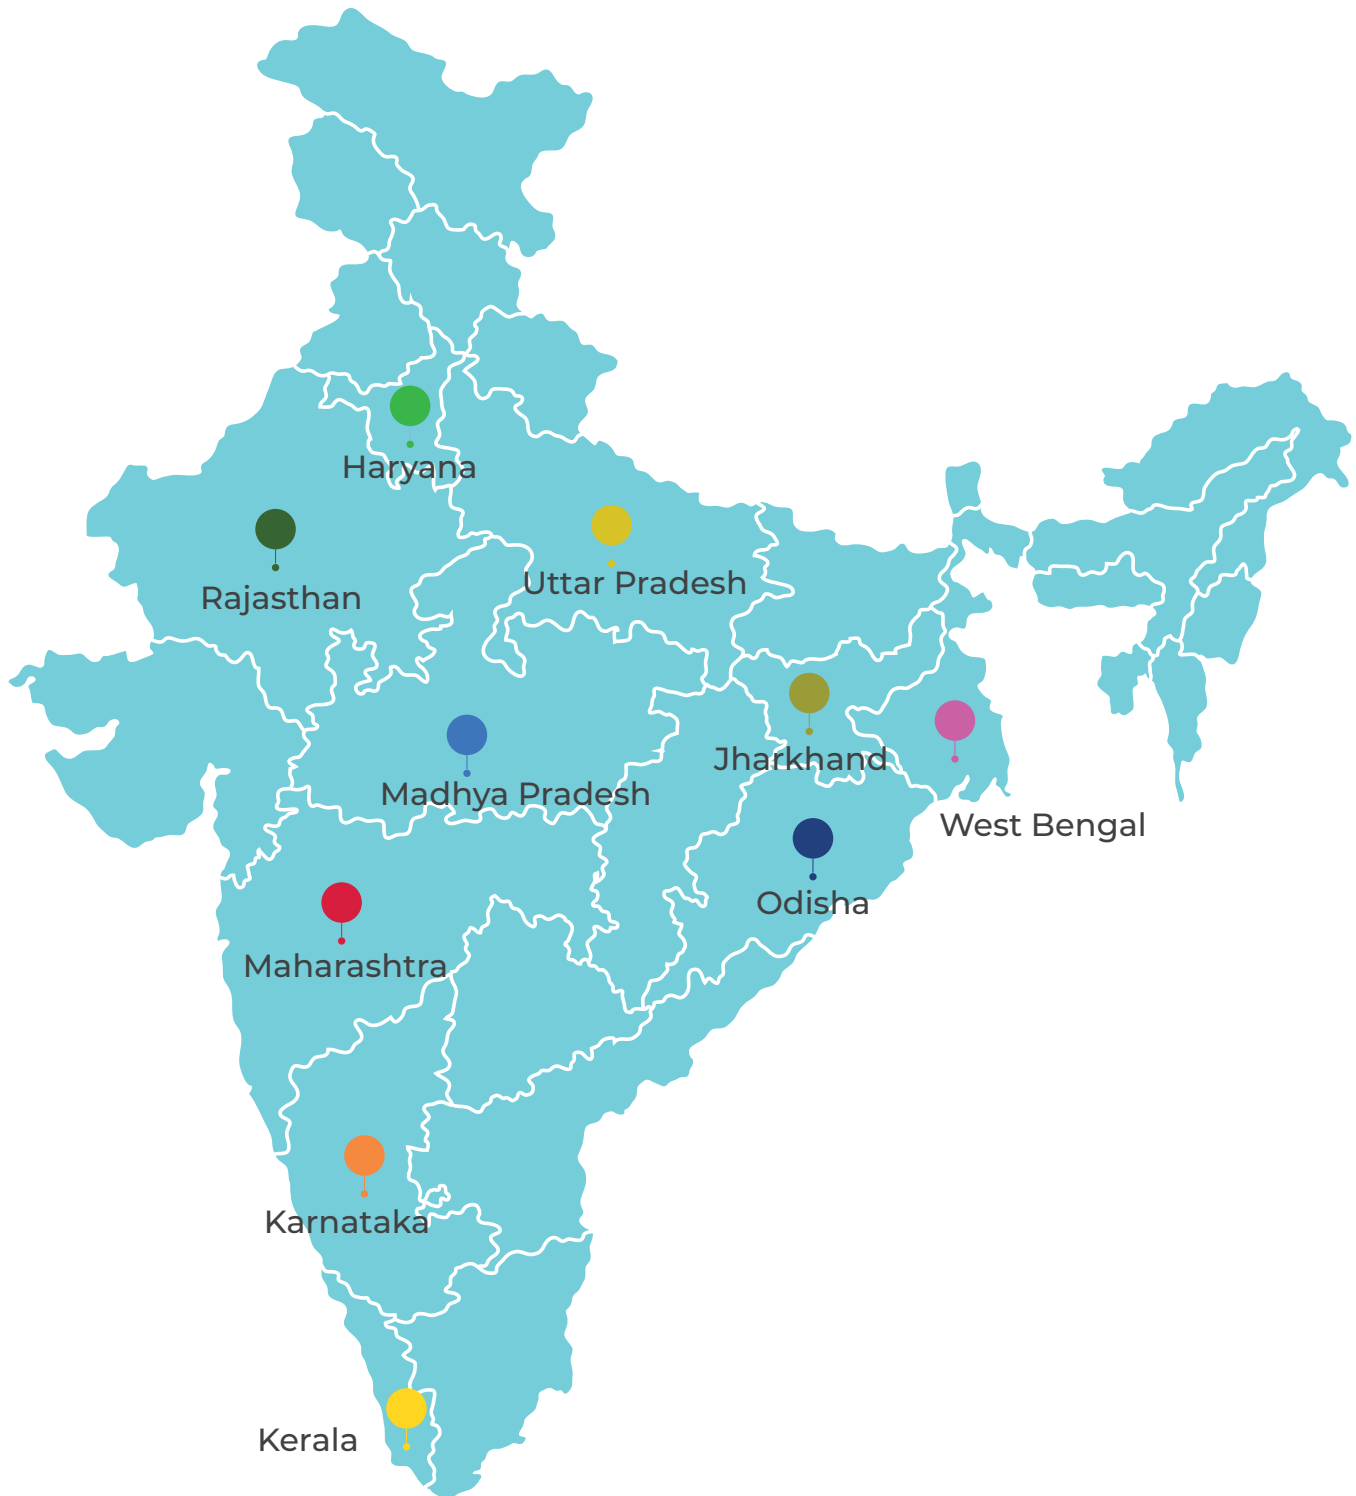 Haryana
Uttar Pradesh
Rajasthan
Jharkhand
Madhya Pradesh
West Bengal
Odisha
Maharashtra
Karnataka
Kerala